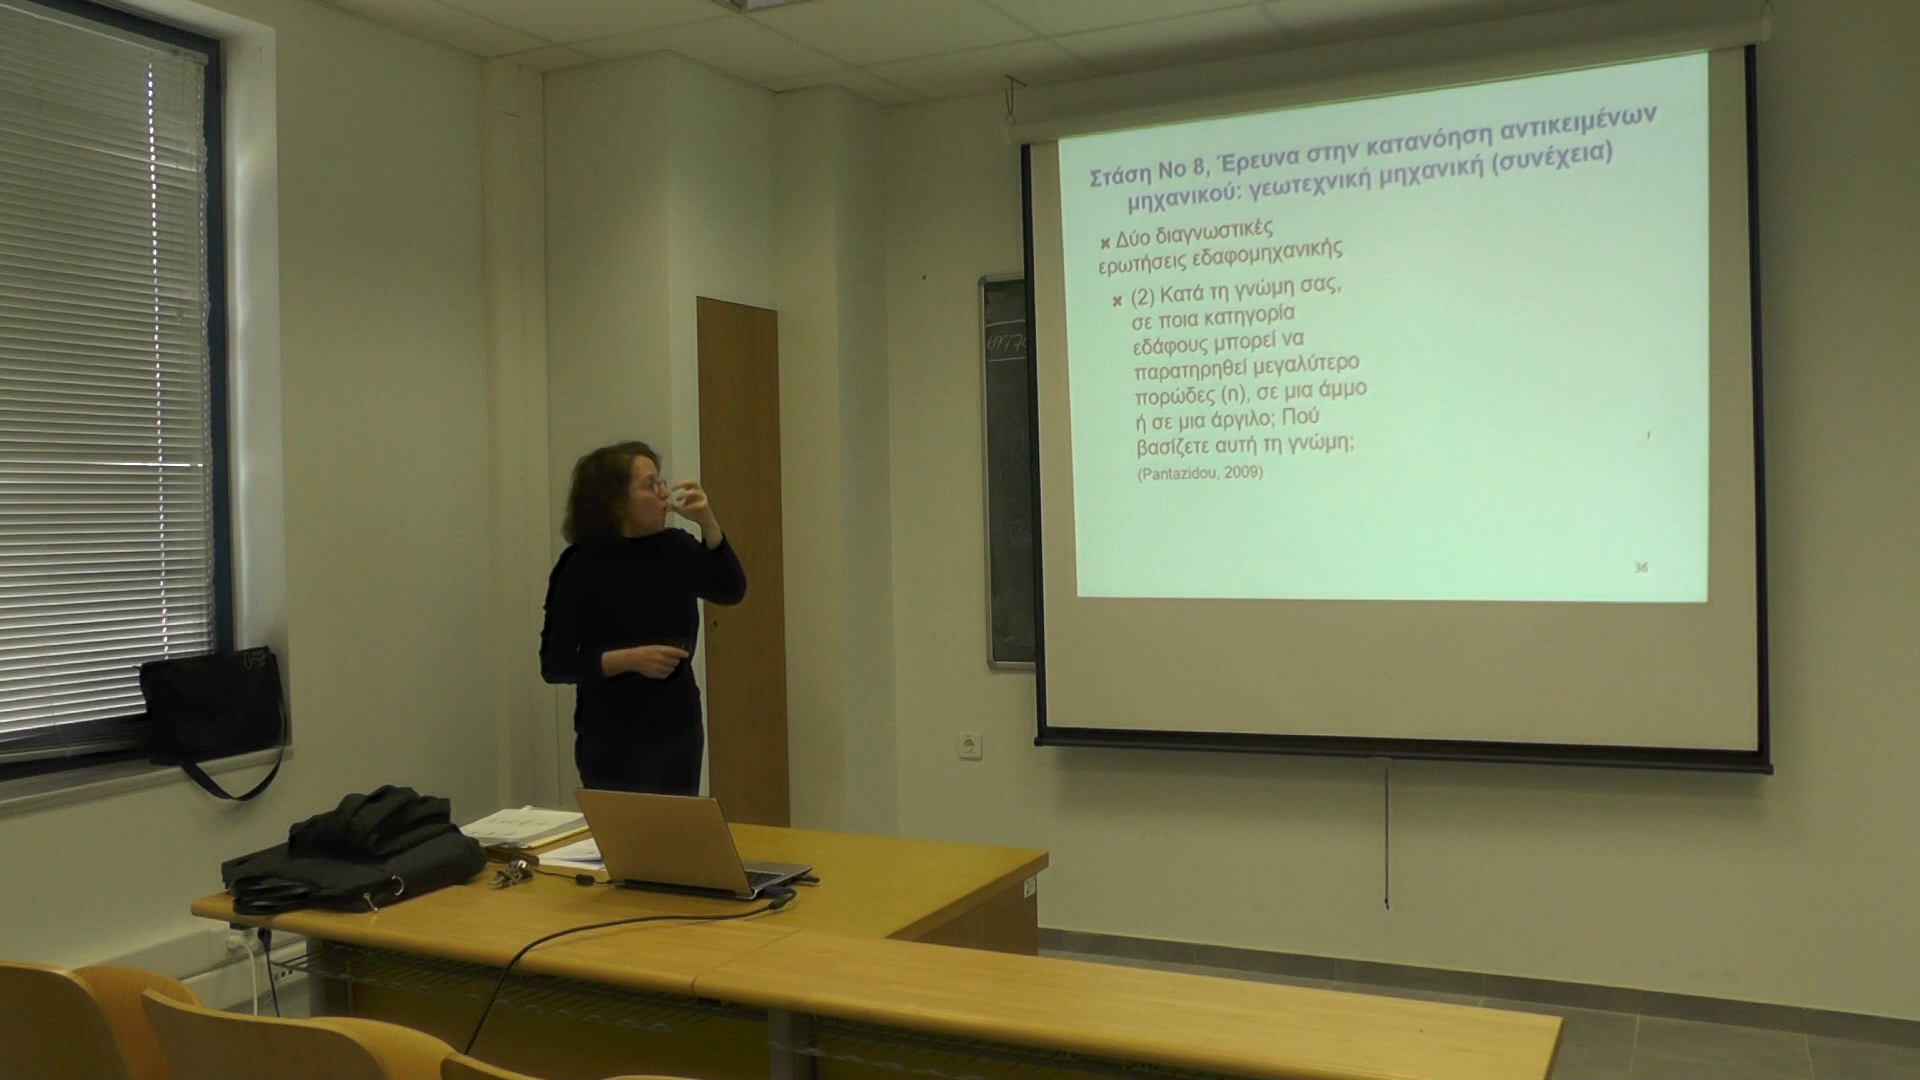 Στάση Νο 8, Έρευνα στην κατανόηση αντικειμένων
μηχανικού: γεωτεχνική μηχανική (συνέχεια)
Δύο διαγνωστικές
ερωτήσεις εδαφομηχανικής
(2) Κατά τη γνώμη σας,
σε ποια κατηγορία
εδάφους μπορεί να
παρατηρηθεί μεγαλύτερο
πορώδες (n), σε μια άμμο
ή σε μια άργιλο; Πού
βασίζετε αυτή τη γνώμη;
(Pantazidou, 2009)
36